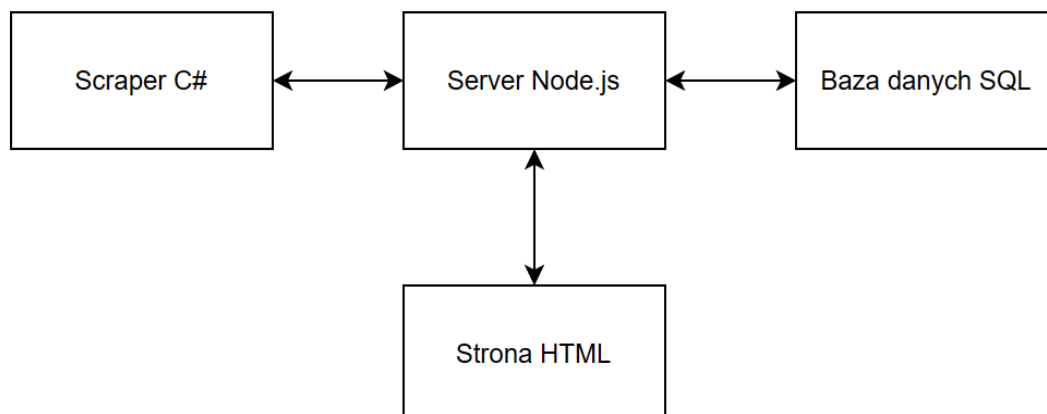 Scraper C#
Server Node.js
Baza danych SQL
Strona HTML